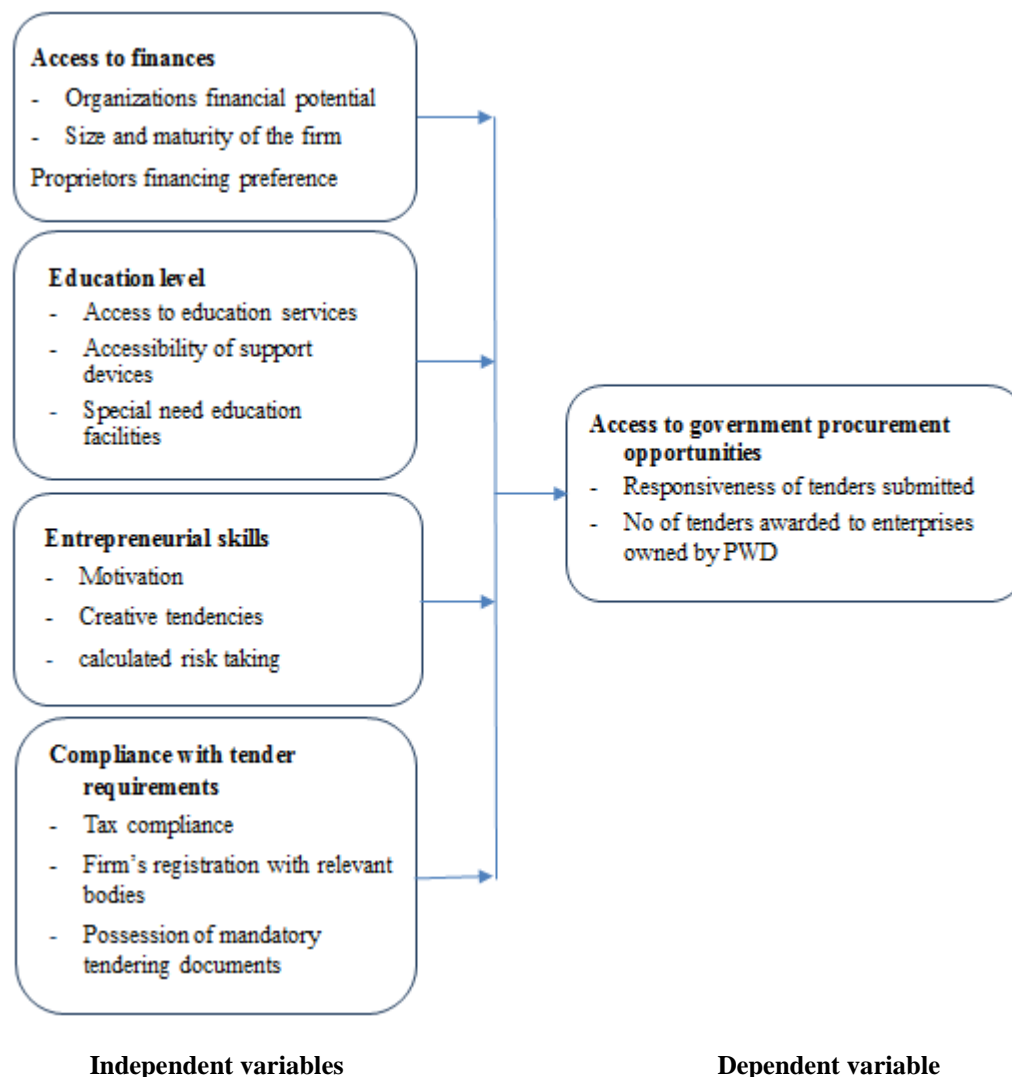 Access to finances
- Organizations financial potential
- Size and maturity of the firm
Proprietors financing preference
Education level
- Access to education services
- Accessibility of support
devices
- Special need education
facilities
Entrepreneurial skills
- Motivation
- Creative tendencies
- calculated risk taking
Compliance with tender
requirements
- Tax compliance
- Firm's registration with relevant
bodies
- Possession of mandatory
tendering documents
Access to government procurement
opportunities
- Responsiveness of tenders submitted
- No of tenders awarded to enterprises
owned by PWD
Independent variables
Dependent variable